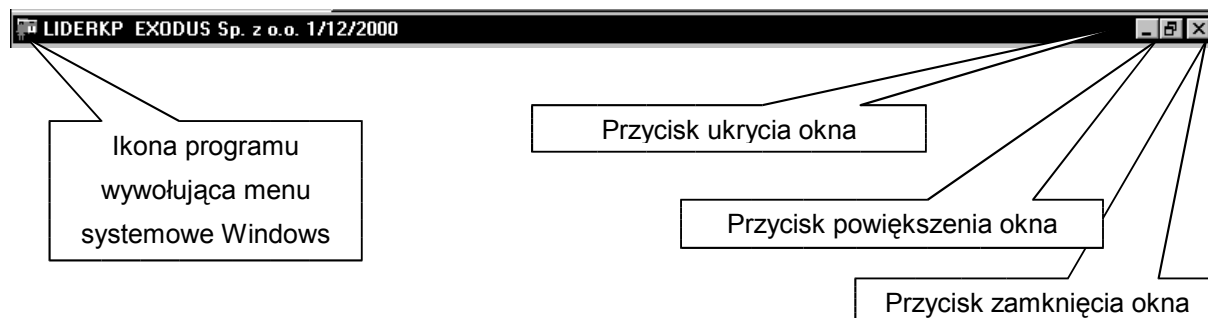 LIDERKP EXODUS Sp. z o.o. 1/12/2000
Przycisk ukrycia okna
Ikona programu
wywołująca menu
systemowe Windows
Przycisk powiększenia okna
Przycisk zamknięcia okna